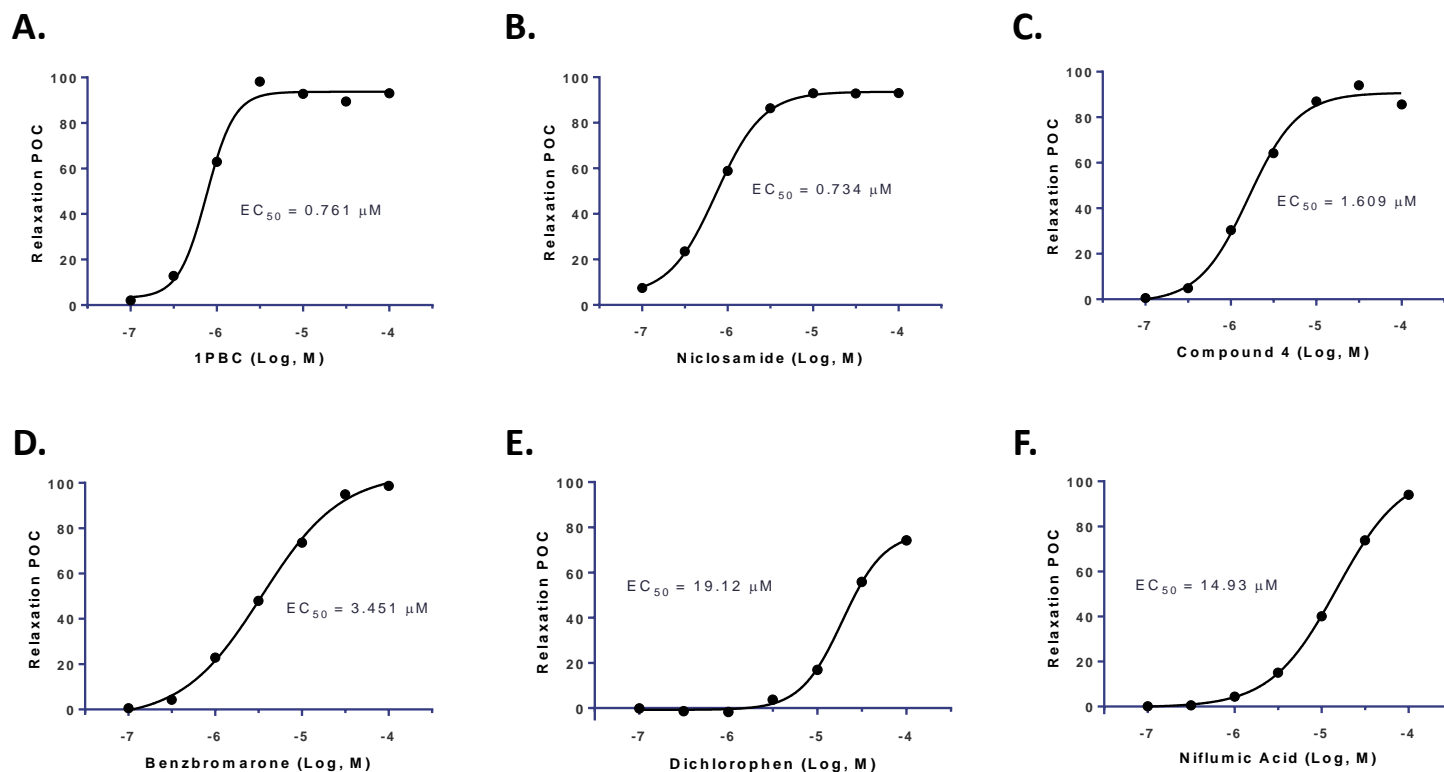 A.
Relaxation POC
100
80
60
40
20
0
EC50 = 0.761 μM
-7 -6 -5 -4
1PBC (Log, M)
B.
Relaxation POC
100
80
60
40
20
0
EC50 = 0.734 μM
-7 -6 -5 -4
Niclosamide (Log, M)
C.
Relaxation POC
100
80
60
40
20
0
EC50 = 1.609 μM
-7 -6 -5 -4
Compound 4 (Log, M)
D.
Relaxation POC
100
80
60
40
20
0
EC50 = 3.451 μM
-7 -6 -5 -4
Benzbromarone (Log, M)
E.
Relaxation POC
100
80
60
40
20
0
EC50 = 19.12 μM
-7 -6 -5 -4
Dichlorophen (Log, M)
F.
Relaxation POC
100
80
60
40
20
0
EC50 = 14.93 μM
-7 -6 -5 -4
Niflumic Acid (Log, M)